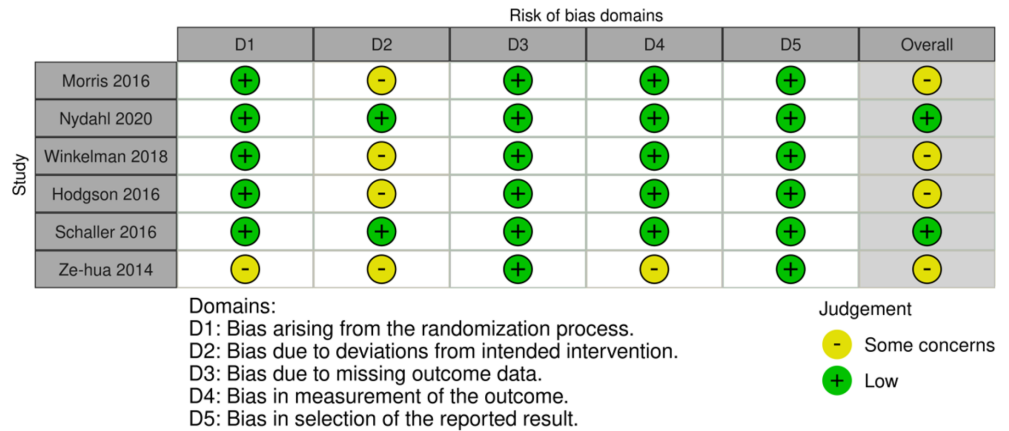 Risk of bias domains
D1 D2 D3 D4 D5 Overall
Study
Morris 2016 + - + + + -
Nydahl 2020 + + + + + +
Winkelman 2018 + - + + + -
Hodgson 2016 + - + + + -
Schaller 2016 + + + + + +
Ze-hua 2014 - - + - + -
Domains:
D1: Bias arising from the randomization process.
D2: Bias due to deviations from intended intervention.
D3: Bias due to missing outcome data.
D4: Bias in measurement of the outcome.
D5: Bias in selection of the reported result.
Judgement
- Some concerns
+ Low